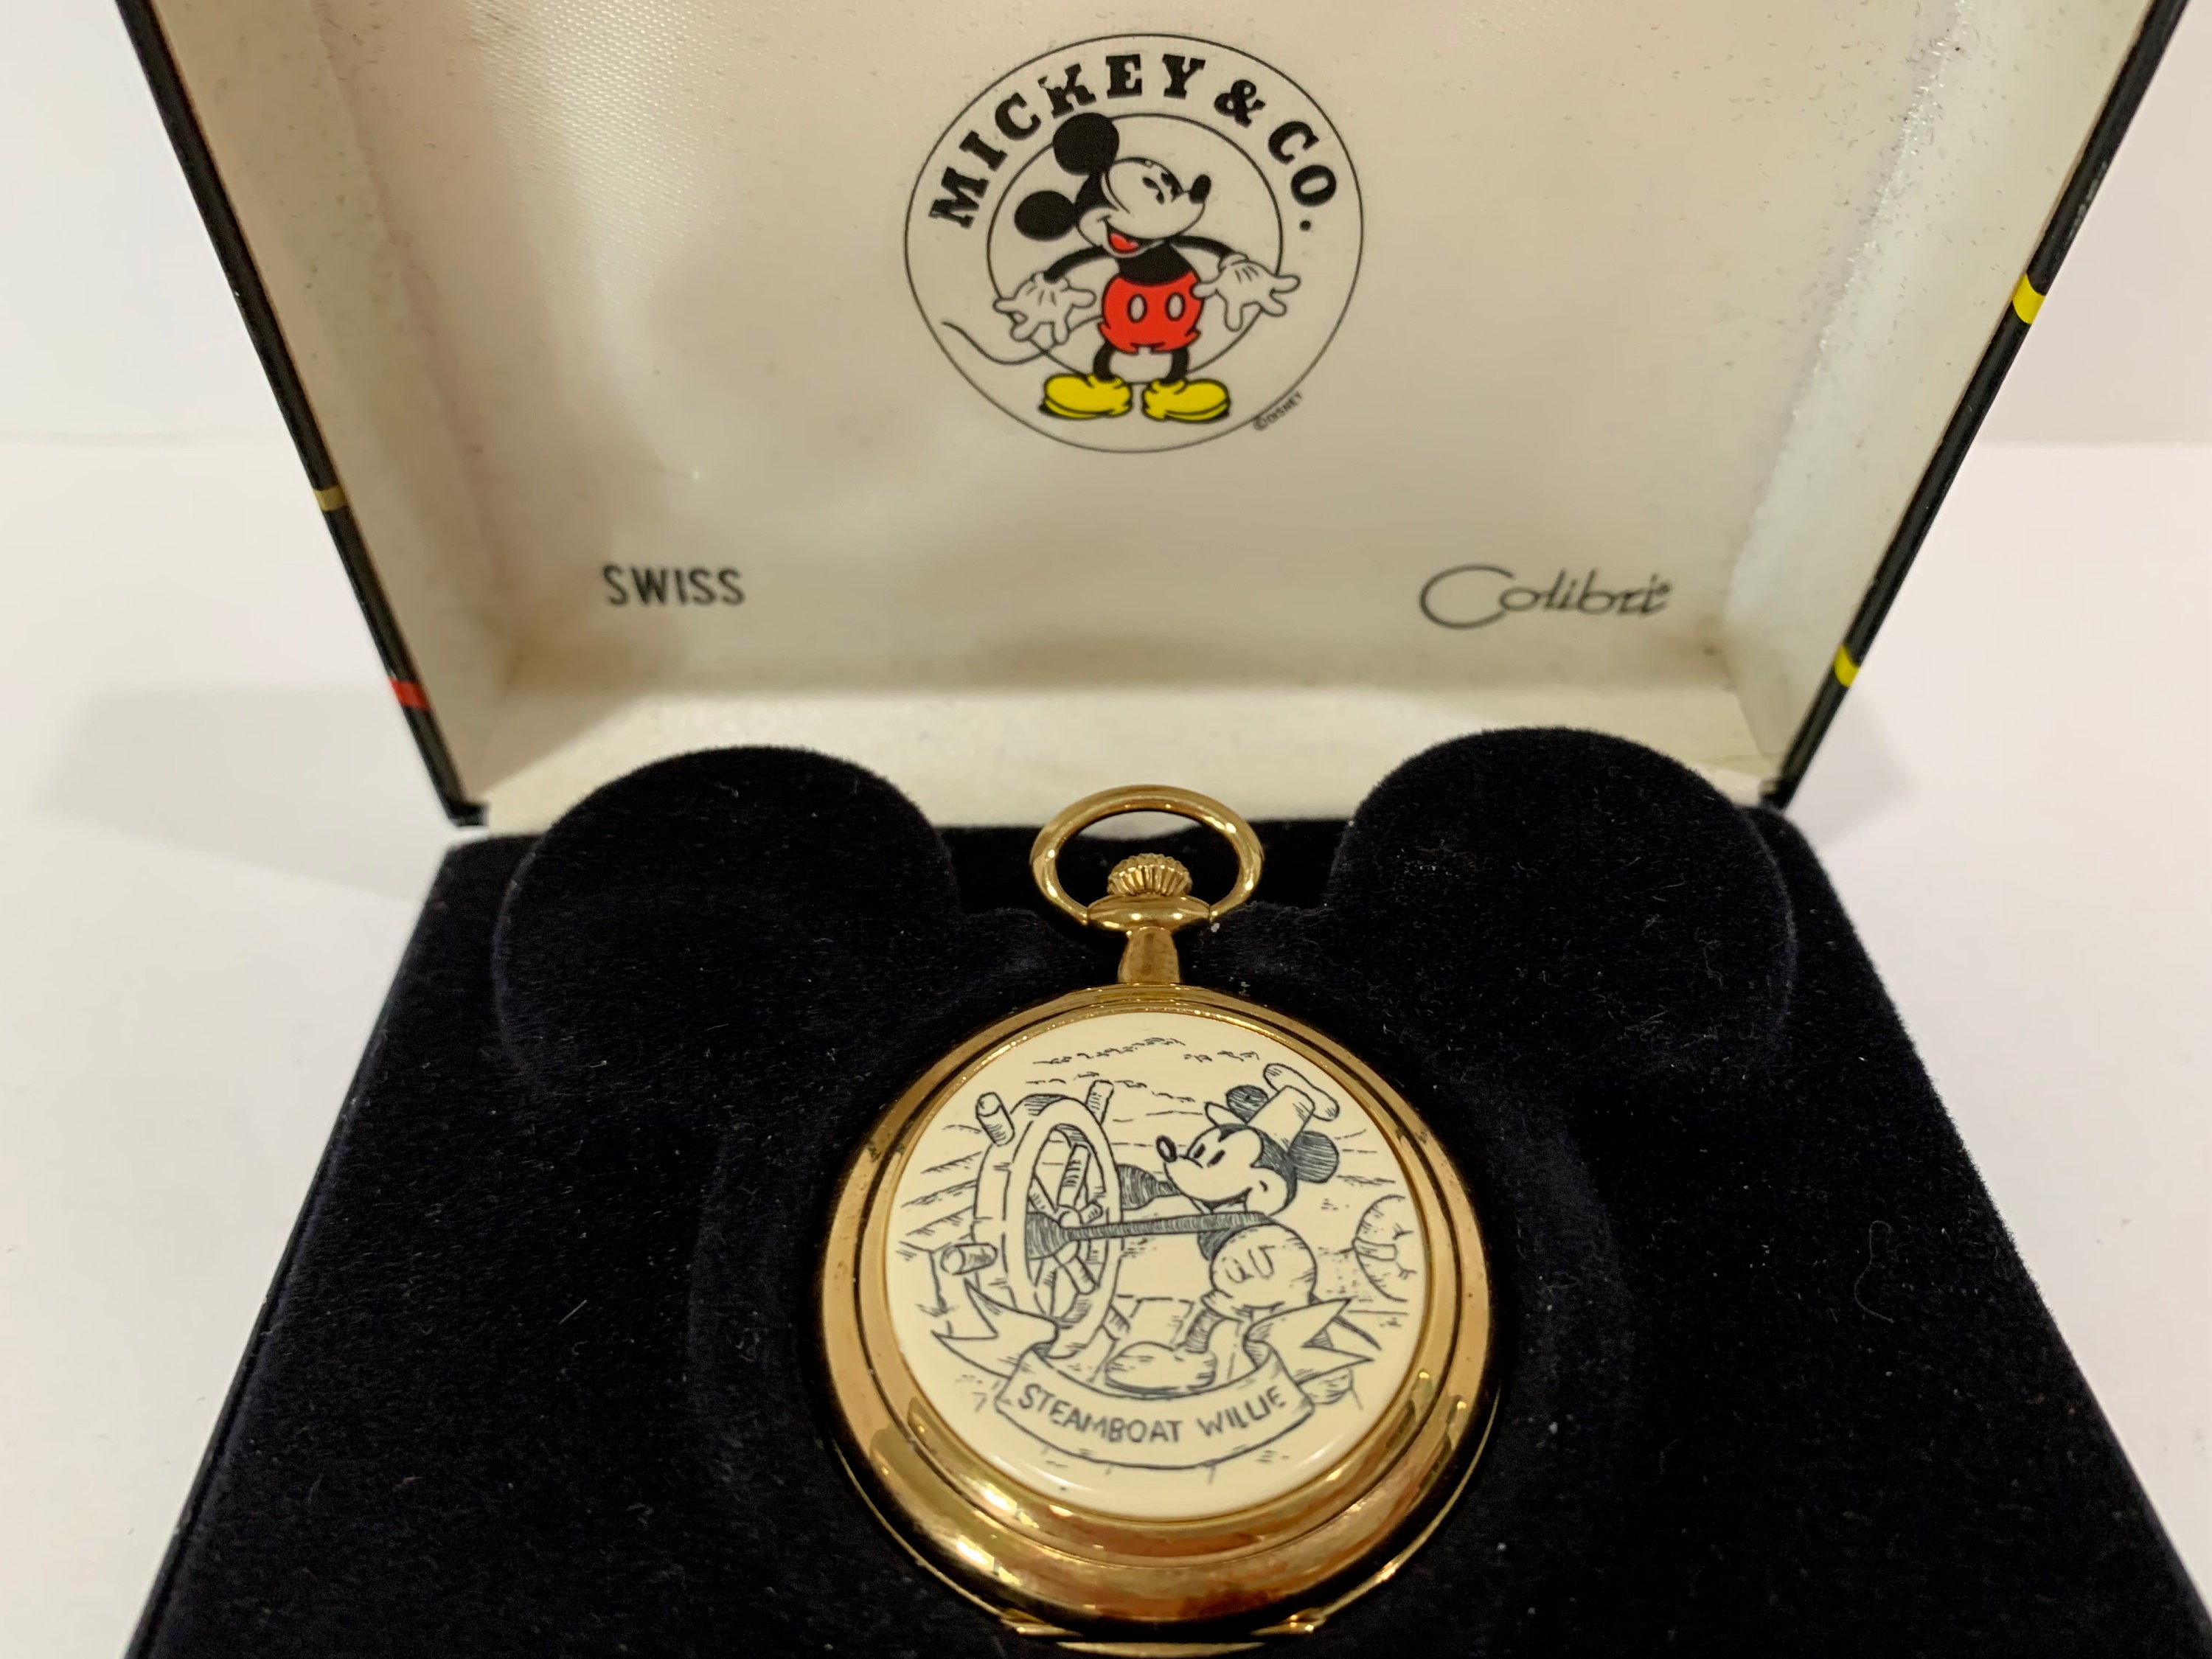 MICKEY & CO.
©DISNEY
SWISS
Colibri®
STEAMBOAT WILLIE